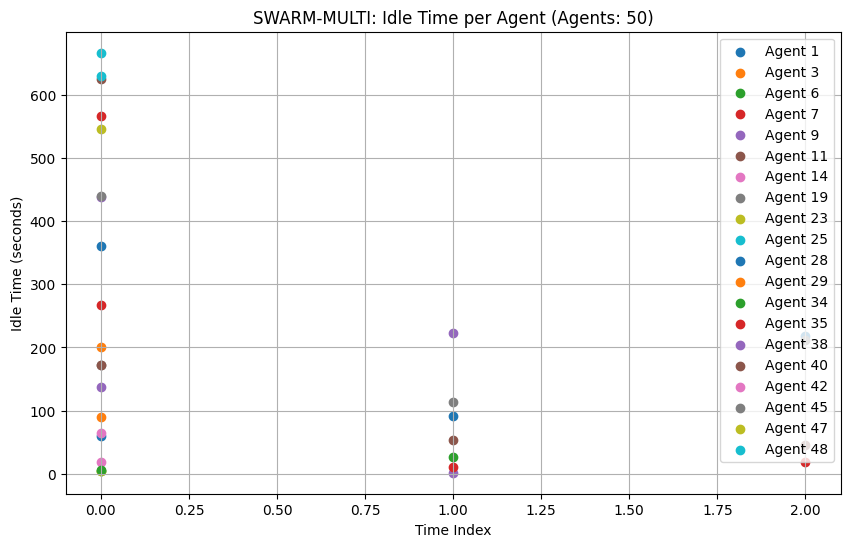 SWARM-MULTI: Idle Time per Agent (Agents: 50)
Idle Time (seconds)
600
500
400
300
200
100
0
0.00
0.25
0.50
0.75
1.00
1.25
1.50
1.75
2.00
Time Index
Agent 1
Agent 3
Agent 6
Agent 7
Agent 9
Agent 11
Agent 14
Agent 19
Agent 23
Agent 25
Agent 28
Agent 29
Agent 34
Agent 35
Agent 38
Agent 40
Agent 42
Agent 45
Agent 47
Agent 48